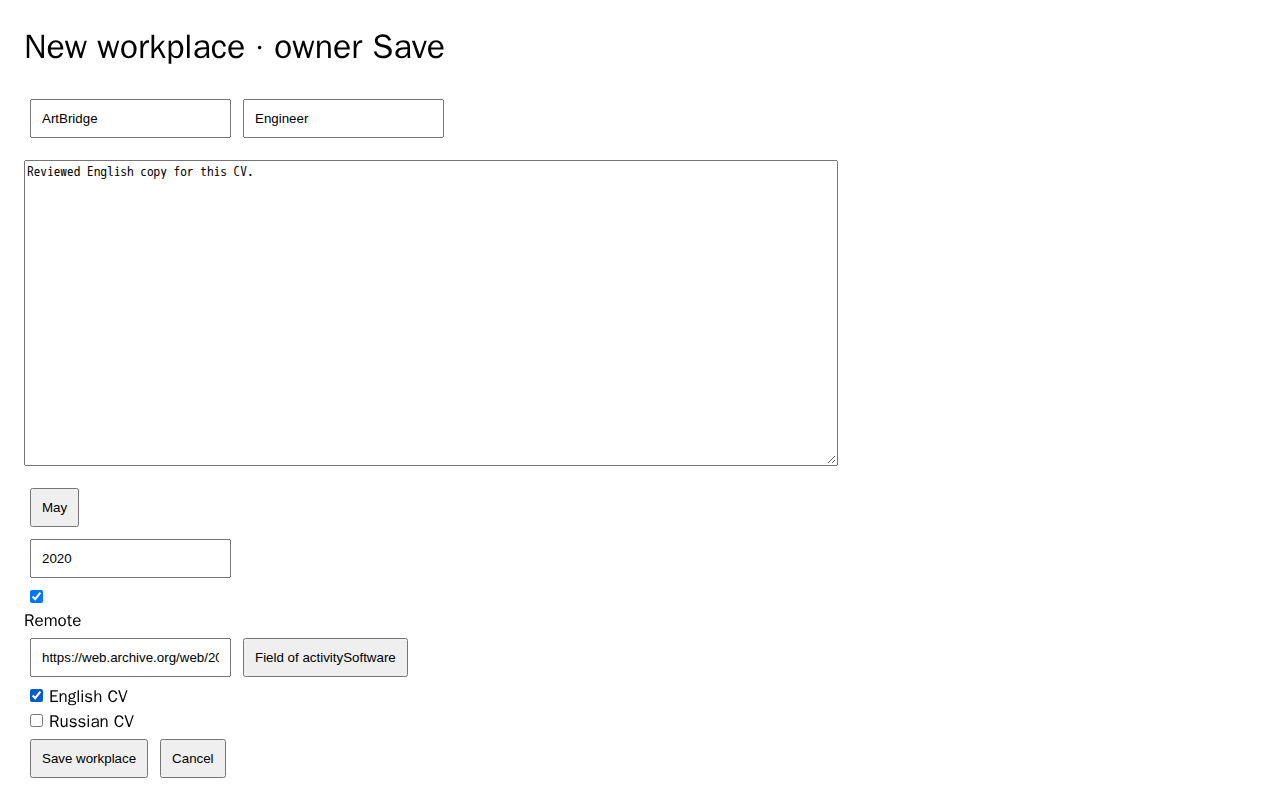 New workplace · owner Save
ArtBridge Engineer
Reviewed English copy for this CV.
May
2020
Remote
https://web.archive.org/web/20 Field of activitySoftware
English CV
Russian CV
Save workplace Cancel